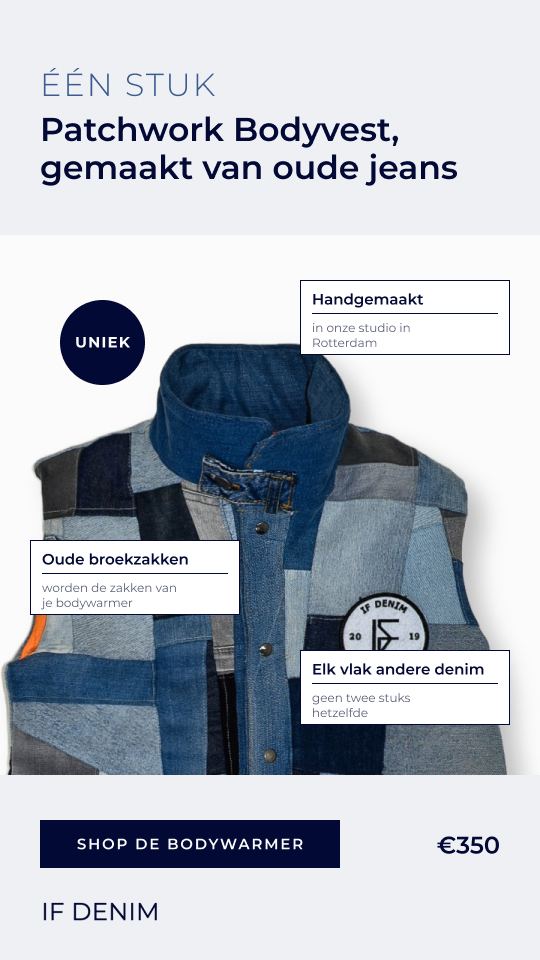 ÉÉN STUK
Patchwork Bodyvest,
gemaakt van oude jeans
Handgemaakt
in onze studio in
Rotterdam
UNIEK
Oude broekzakken
worden de zakken van
je bodywarmer
IF DENIM
20 19
Elk vlak andere denim
geen twee stuks
hetzelfde
SHOP DE BODYWARMER
€350
IF DENIM